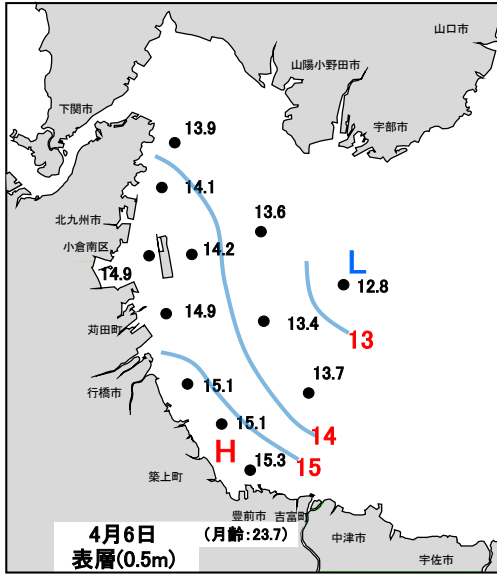 山口市
山陽小野田市
下関市
宇部市
13.9
14.1
北九州市
13.6
小倉南区
14.2
14.9
L
12.8
14.9
13.4
苅田町
13
15.1
13.7
行橋市
15.1
14
H
15.3
15
築上町
豊前市
吉富町
4月6日
(月齢:23.7)
中津市
表層(0.5m)
宇佐市